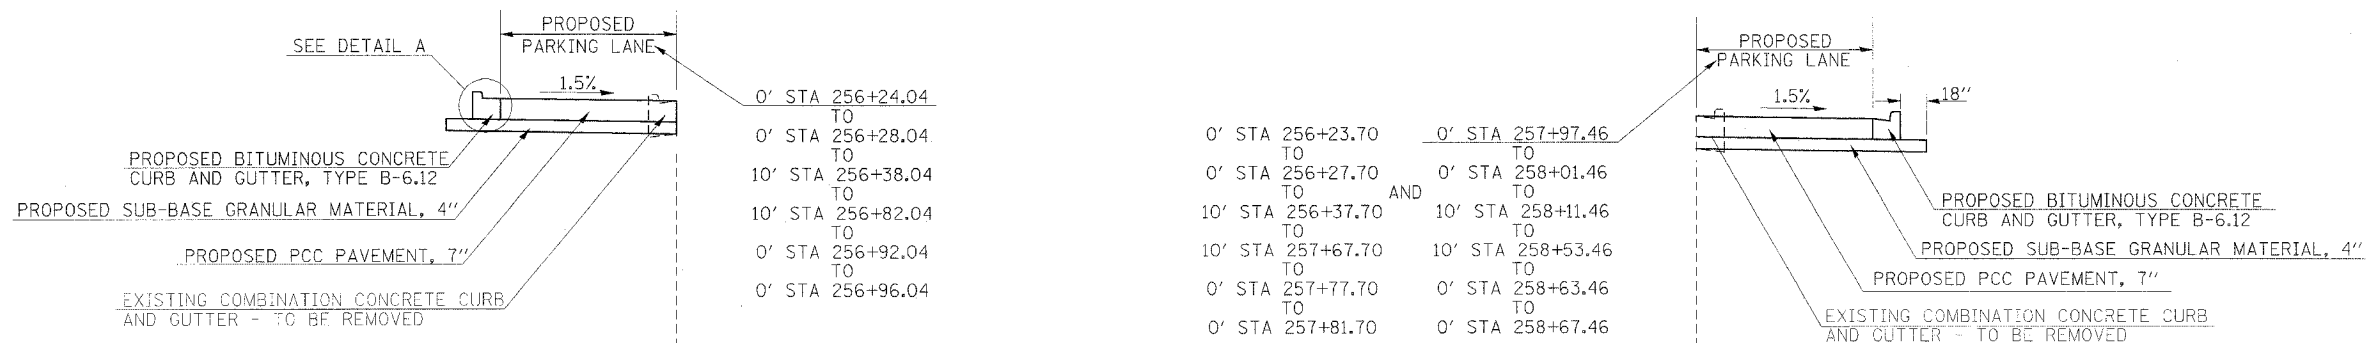 PROPOSED
PARKING LANE
SEE DETAIL A
1.5%
0' STA 256+24.04
TO
0' STA 256+28.04
TO
10' STA 256+38.04
TO
10' STA 256+82.04
TO
0' STA 256+92.04
TO
0' STA 256+96.04
PROPOSED BITUMINOUS CONCRETE
CURB AND GUTTER, TYPE B-6.12
PROPOSED SUB-BASE GRANULAR MATERIAL, 4"
PROPOSED PCC PAVEMENT, 7"
EXISTING COMBINATION CONCRETE CURB
AND GUTTER - TO BE REMOVED
PROPOSED
PARKING LANE
1.5%
18"
0' STA 256+23.70
TO
0' STA 256+27.70
TO
10' STA 256+37.70
TO
10' STA 257+67.70
TO
0' STA 257+77.70
TO
0' STA 257+81.70
AND
0' STA 257+97.46
TO
0' STA 258+01.46
TO
10' STA 258+11.46
TO
10' STA 258+53.46
TO
0' STA 258+63.46
TO
0' STA 258+67.46
PROPOSED BITUMINOUS CONCRETE
CURB AND GUTTER, TYPE B-6.12
PROPOSED SUB-BASE GRANULAR MATERIAL, 4"
PROPOSED PCC PAVEMENT, 7"
EXISTING COMBINATION CONCRETE CURB
AND GUTTER - TO BE REMOVED